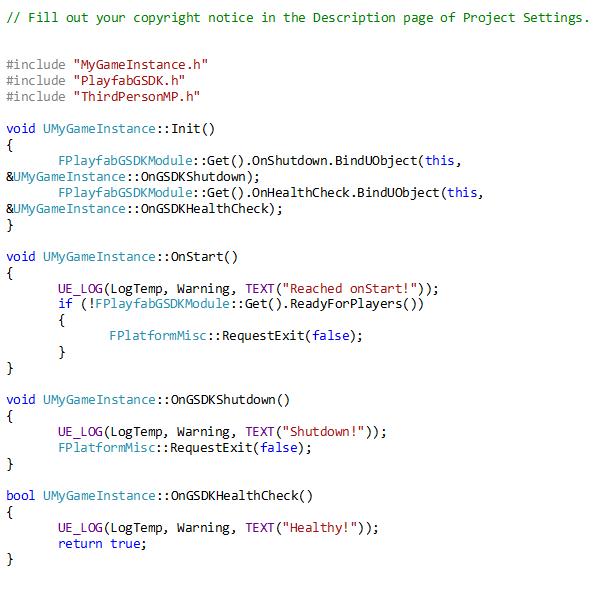 // Fill out your copyright notice in the Description page of Project Settings.
#include "MyGameInstance.h"
#include "PlayfabGSDK.h"
#include "ThirdPersonMP.h"
void UMyGameInstance::Init()
{
FPlayfabGSDKModule::Get().OnShutdown.BindUObject(this,
&UMyGameInstance::OnGSDKShutdown);
FPlayfabGSDKModule::Get().OnHealthCheck.BindUObject(this,
&UMyGameInstance::OnGSDKHealthCheck);
}
void UMyGameInstance::OnStart()
{
UE_LOG(LogTemp, Warning, TEXT("Reached onStart!"));
if (!FPlayfabGSDKModule::Get().ReadyForPlayers())
{
FPlatformMisc::RequestExit(false);
}
}
void UMyGameInstance::OnGSDKShutdown()
{
UE_LOG(LogTemp, Warning, TEXT("Shutdown!"));
FPlatformMisc::RequestExit(false);
}
bool UMyGameInstance::OnGSDKHealthCheck()
{
UE_LOG(LogTemp, Warning, TEXT("Healthy!"));
return true;
}